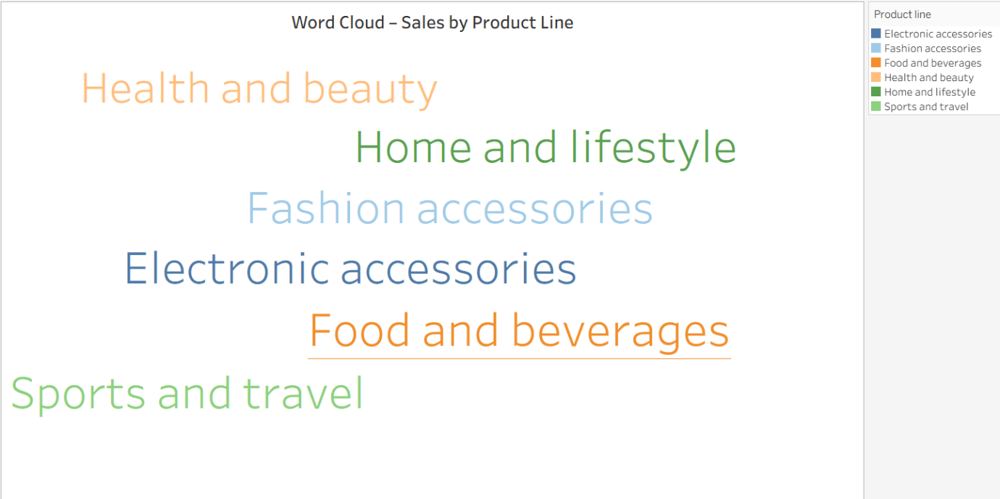 Word Cloud – Sales by Product Line
Health and beauty
Home and lifestyle
Fashion accessories
Electronic accessories
Food and beverages
Sports and travel
Product line
Electronic accessories
Fashion accessories
Food and beverages
Health and beauty
Home and lifestyle
Sports and travel